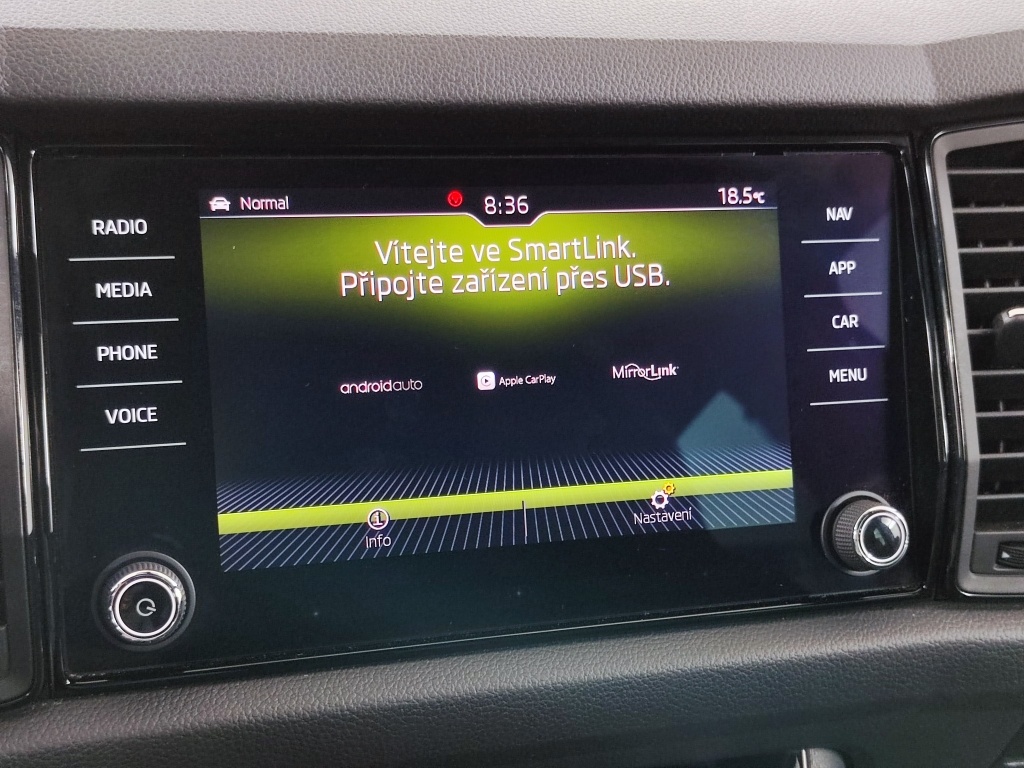 RADIO
MEDIA
PHONE
VOICE
Normal
8:36
18.5°C
Vítejte ve SmartLink.
Připojte zařízení přes USB.
androidauto
Apple CarPlay
MirrorLink
Info
Nastavení
NAV
APP
CAR
MENU